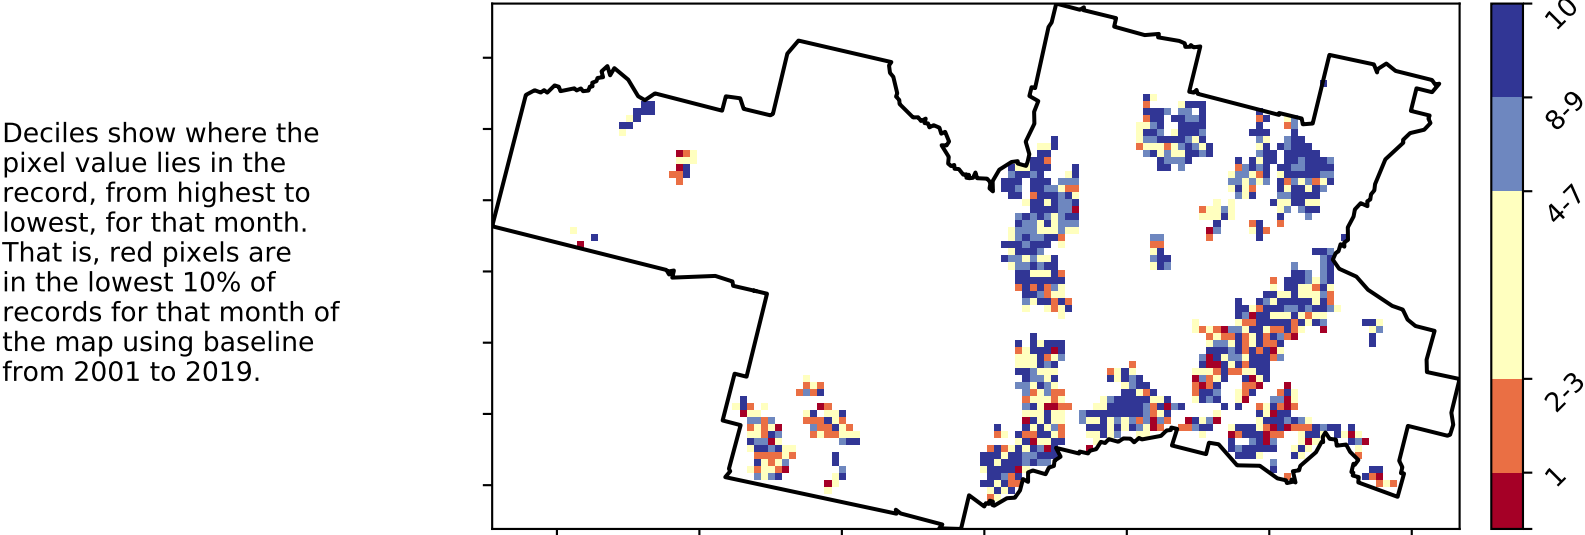 Deciles show where the
pixel value lies in the
record, from highest to
lowest, for that month.
That is, red pixels are
in the lowest 10% of
records for that month of
the map using baseline
from 2001 to 2019.
10
8-9
4-7
2-3
1